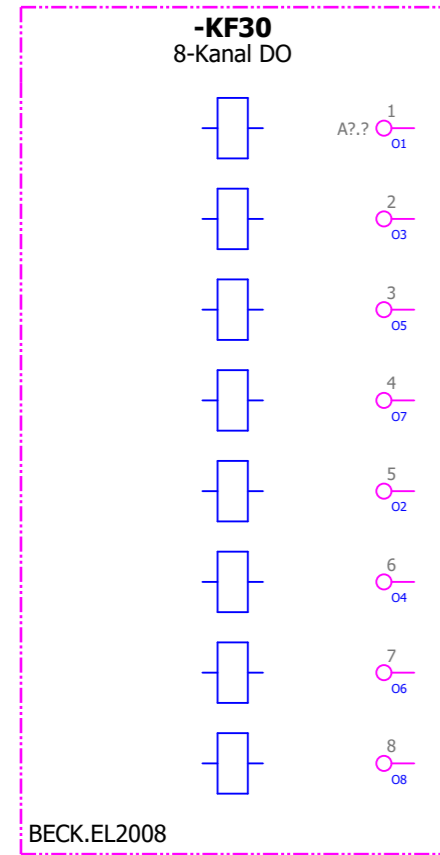 -KF30
8-Kanal DO
1
A?.?
O1
2
O3
3
O5
4
O7
5
O2
6
O4
7
O6
8
O8
BECK.EL2008